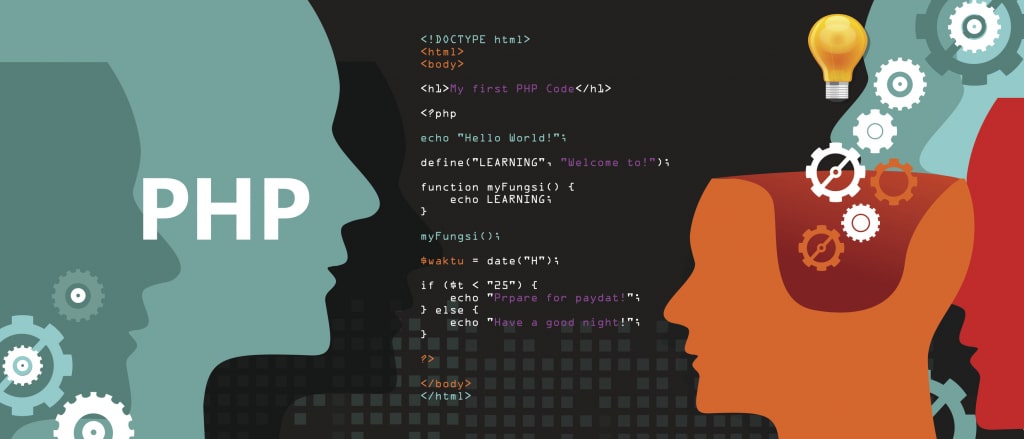 PHP
<!DOCTYPE html>
<html>
<body>
<h1>My first PHP Code</h1>
<?php
echo "Hello World!";
define("LEARNING", "Welcome to!");
function myFungsi() {
echo LEARNING;
}
myFungsi();
$waktu = date("H");
if ($t < "25") {
echo "Prpare for paydat!";
} else {
echo "Have a good night!";
}
?>
</body>
</html>